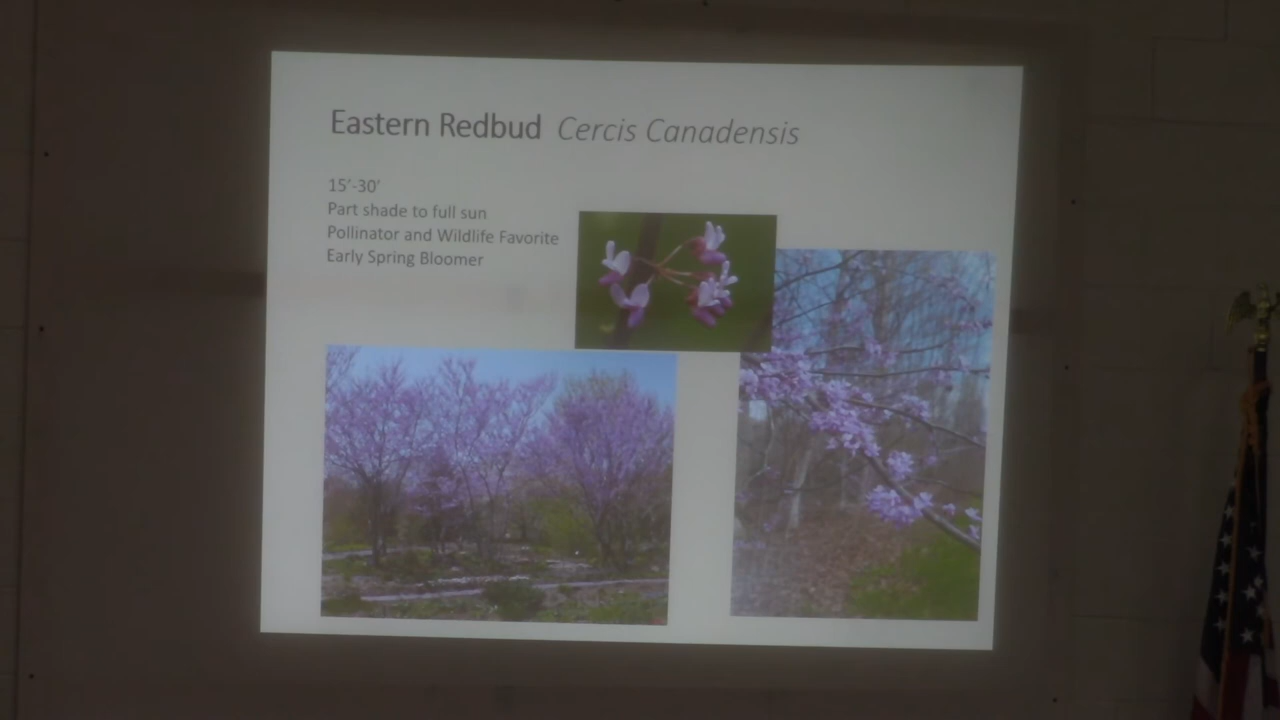 Eastern Redbud Cercis Canadensis
15'-30'
Part shade to full sun
Pollinator and Wildlife Favorite
Early Spring Bloomer